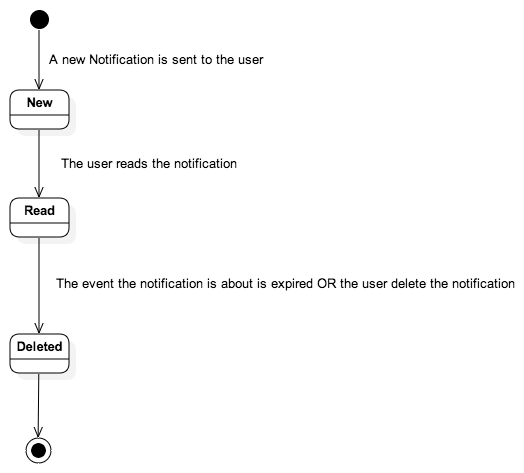 A new Notification is sent to the user
New
The user reads the notification
Read
The event the notification is about is expired OR the user delete the notification
Deleted